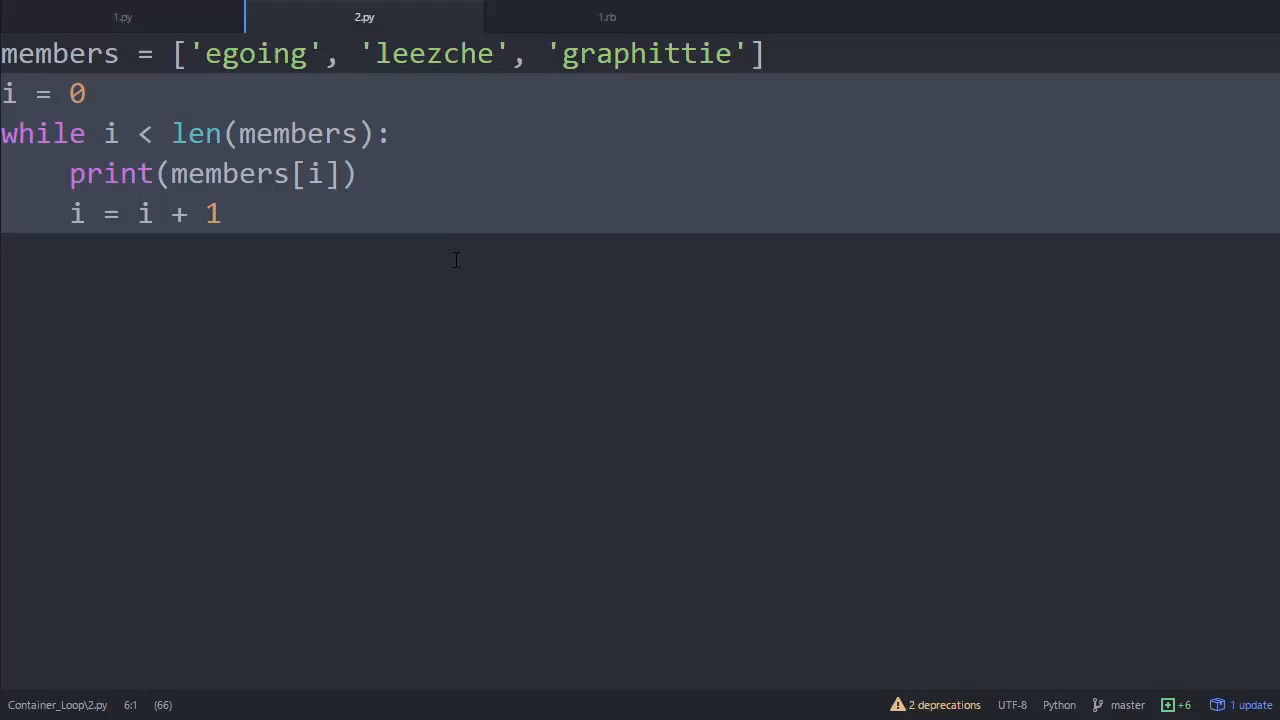 1.py 2.py 1.rb
members = ['egoing', 'leezche', 'graphittie']
i = 0
while i < len(members):
    print(members[i])
    i = i + 1
Container_Loop\2.py 6:1 (66) 2 deprecations UTF-8 Python master +6 1 update